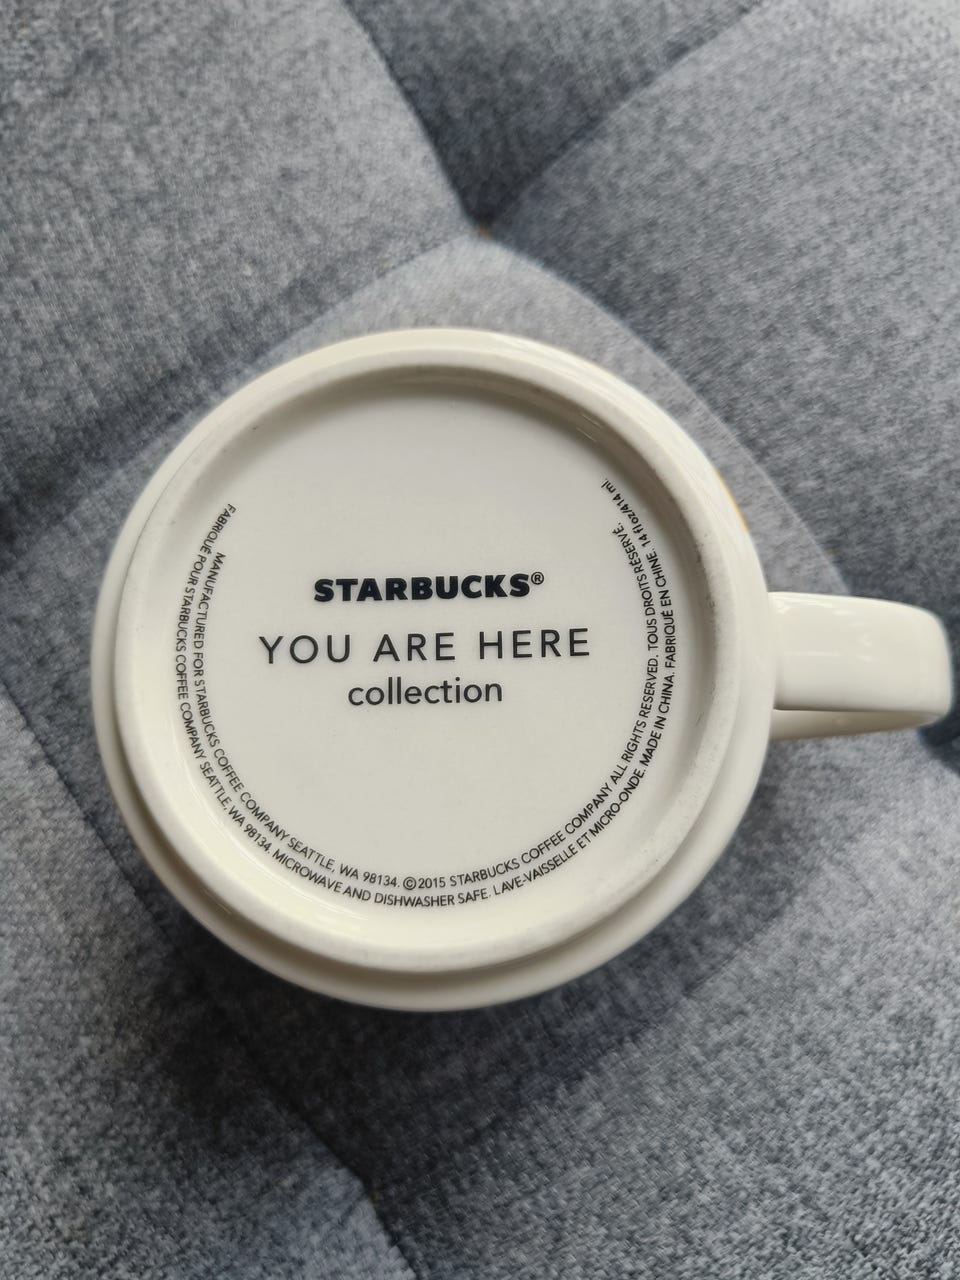 STARBUCKS®
YOU ARE HERE
collection
MANUFACTURED FOR STARBUCKS COFFEE COMPANY SEATTLE, WA 98134. ©2015 STARBUCKS COFFEE COMPANY ALL RIGHTS RESERVED. TOUS DROITS RÉSERVÉ.
FABRIQUÉ POUR STARBUCKS COFFEE COMPANY SEATTLE, WA 98134. MICROWAVE AND DISHWASHER SAFE. LAVE-VAISSELLE ET MICRO-ONDE. MADE IN CHINA. FABRIQUÉ EN CHINE. 14 fl oz/414 ml